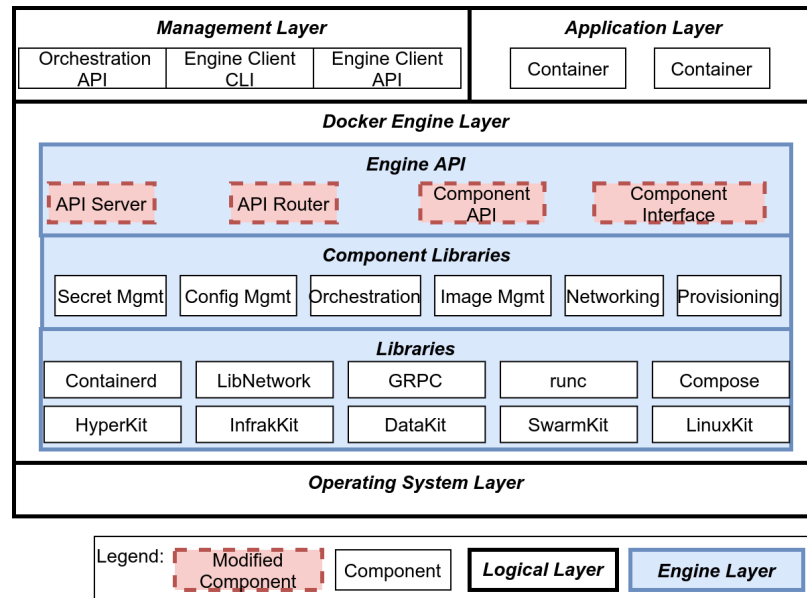 Management Layer
Application Layer
Orchestration
API
Engine Client
CLI
Engine Client
API
Container
Container
Docker Engine Layer
Engine API
API Server
API Router
Component
API
Component
Interface
Component Libraries
Secret Mgmt
Config Mgmt
Orchestration
Image Mgmt
Networking
Provisioning
Libraries
Containerd
LibNetwork
GRPC
runc
Compose
HyperKit
InfrakKit
DataKit
SwarmKit
LinuxKit
Operating System Layer
Legend:
Modified
Component
Component
Logical Layer
Engine Layer